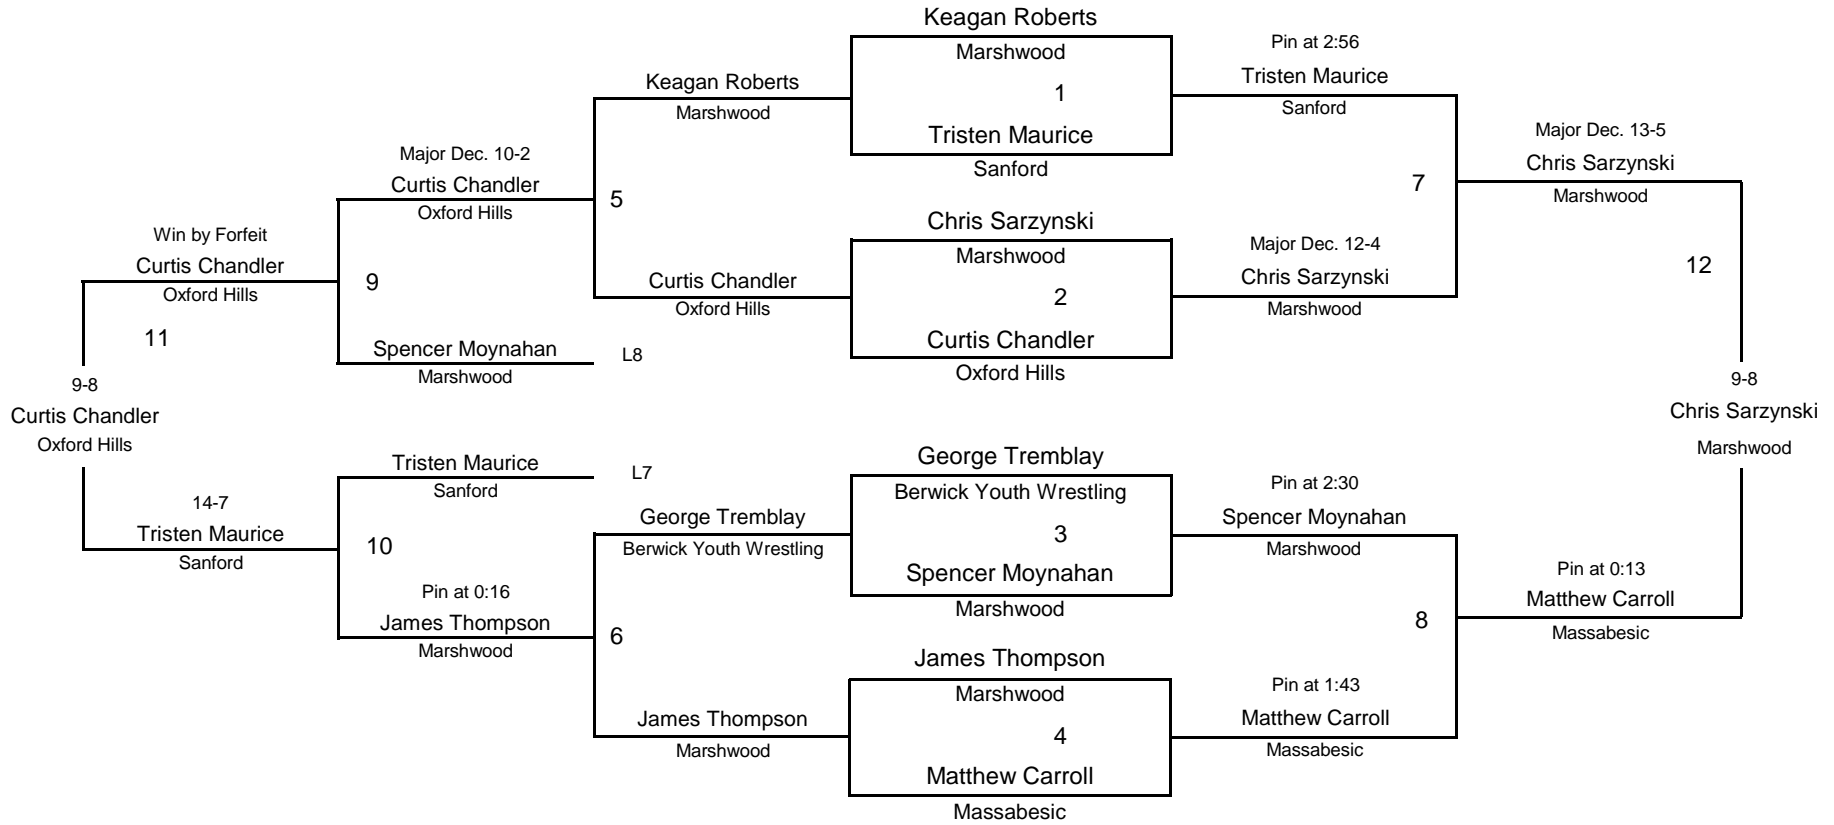 Keagan Roberts
Marshwood
1
Tristen Maurice
Sanford
Pin at 2:56
Tristen Maurice
Sanford
Keagan Roberts
Marshwood
Major Dec. 10-2
Curtis Chandler
Oxford Hills
5
Major Dec. 13-5
Chris Sarzynski
Marshwood
7
Chris Sarzynski
Marshwood
2
Curtis Chandler
Oxford Hills
Major Dec. 12-4
Chris Sarzynski
Marshwood
Curtis Chandler
Oxford Hills
Win by Forfeit
Curtis Chandler
Oxford Hills
9
11
12
Spencer Moynahan
Marshwood
L8
9-8
Curtis Chandler
Oxford Hills
9-8
Chris Sarzynski
Marshwood
Tristen Maurice
Sanford
L7
George Tremblay
Berwick Youth Wrestling
3
Spencer Moynahan
Marshwood
Pin at 2:30
Spencer Moynahan
Marshwood
George Tremblay
Berwick Youth Wrestling
14-7
Tristen Maurice
Sanford
10
Pin at 0:16
James Thompson
Marshwood
6
Pin at 0:13
Matthew Carroll
Massabesic
8
James Thompson
Marshwood
4
Matthew Carroll
Massabesic
Pin at 1:43
Matthew Carroll
Massabesic
James Thompson
Marshwood